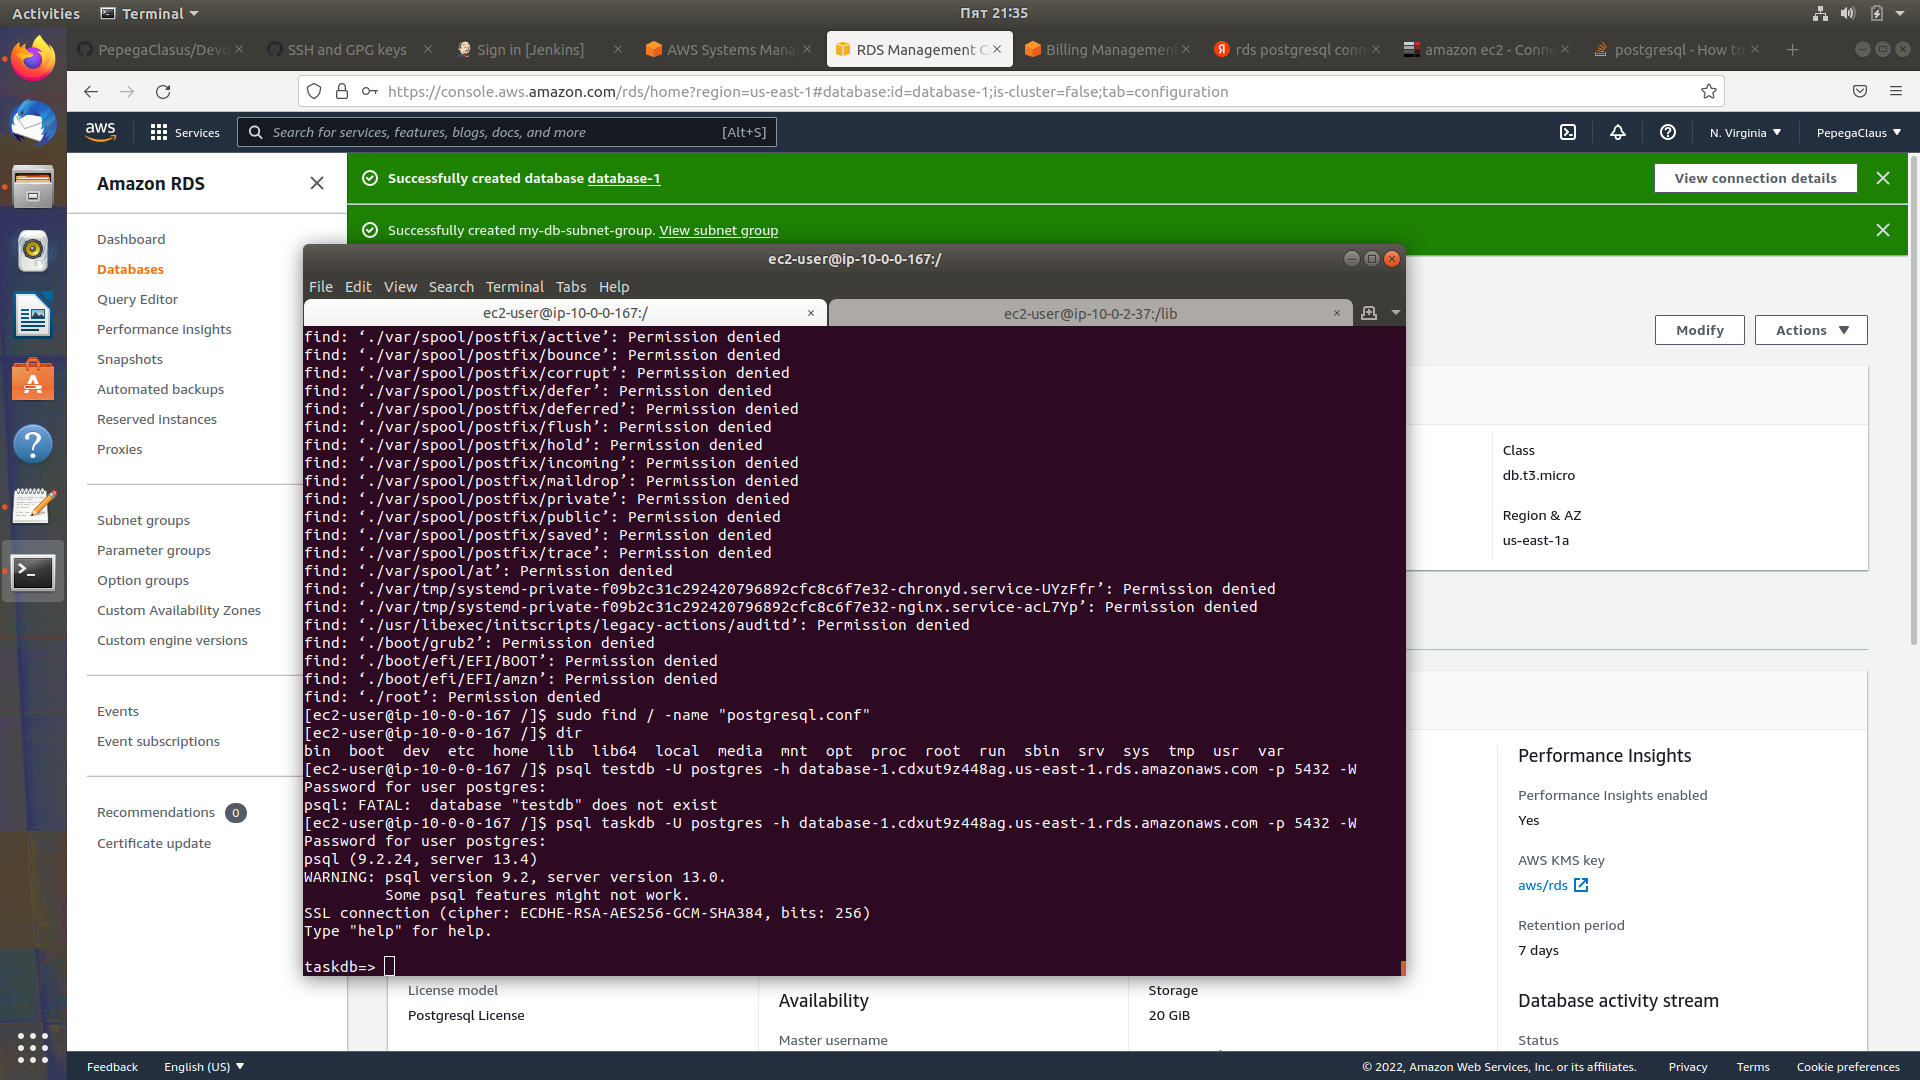 Activities
Terminal
Пят 21:35
PepegaClasus/Devo
SSH and GPG keys
Sign in [Jenkins]
AWS Systems Mana
RDS Management C
Billing Management
rds postgresql conn
amazon ec2 - Conne
postgresql - How to
https://console.aws.amazon.com/rds/home?region=us-east-1#database:id=database-1;is-cluster=false;tab=configuration
aws
Services
Search for services, features, blogs, docs, and more
[Alt+S]
N. Virginia
PepegaClaus
Amazon RDS
Dashboard
Databases
Query Editor
Performance insights
Snapshots
Automated backups
Reserved instances
Proxies
Subnet groups
Parameter groups
Option groups
Custom Availability Zones
Custom engine versions
Events
Event subscriptions
Recommendations 0
Certificate update
Successfully created database database-1
View connection details
Successfully created my-db-subnet-group. View subnet group
Modify
Actions
Class
db.t3.micro
Region & AZ
us-east-1a
ec2-user@ip-10-0-0-167:/
File Edit View Search Terminal Tabs Help
ec2-user@ip-10-0-0-167:/
ec2-user@ip-10-0-2-37:/lib
find: ‘./var/spool/postfix/active’: Permission denied
find: ‘./var/spool/postfix/bounce’: Permission denied
find: ‘./var/spool/postfix/corrupt’: Permission denied
find: ‘./var/spool/postfix/defer’: Permission denied
find: ‘./var/spool/postfix/deferred’: Permission denied
find: ‘./var/spool/postfix/flush’: Permission denied
find: ‘./var/spool/postfix/hold’: Permission denied
find: ‘./var/spool/postfix/incoming’: Permission denied
find: ‘./var/spool/postfix/maildrop’: Permission denied
find: ‘./var/spool/postfix/private’: Permission denied
find: ‘./var/spool/postfix/public’: Permission denied
find: ‘./var/spool/postfix/saved’: Permission denied
find: ‘./var/spool/postfix/trace’: Permission denied
find: ‘./var/spool/at’: Permission denied
find: ‘./var/tmp/systemd-private-f09b2c31c292420796892cfc8c6f7e32-chronyd.service-UYzFfr’: Permission denied
find: ‘./var/tmp/systemd-private-f09b2c31c292420796892cfc8c6f7e32-nginx.service-acL7Yp’: Permission denied
find: ‘./usr/libexec/initscripts/legacy-actions/auditd’: Permission denied
find: ‘./boot/grub2’: Permission denied
find: ‘./boot/efi/EFI/BOOT’: Permission denied
find: ‘./boot/efi/EFI/amzn’: Permission denied
find: ‘./root’: Permission denied
[ec2-user@ip-10-0-0-167 /]$ sudo find / -name "postgresql.conf"
[ec2-user@ip-10-0-0-167 /]$ dir
bin boot dev etc home lib lib64 local media mnt opt proc root run sbin srv sys tmp usr var
[ec2-user@ip-10-0-0-167 /]$ psql testdb -U postgres -h database-1.cdxut9z448ag.us-east-1.rds.amazonaws.com -p 5432 -W
Password for user postgres:
psql: FATAL: database "testdb" does not exist
[ec2-user@ip-10-0-0-167 /]$ psql taskdb -U postgres -h database-1.cdxut9z448ag.us-east-1.rds.amazonaws.com -p 5432 -W
Password for user postgres:
psql (9.2.24, server 13.4)
WARNING: psql version 9.2, server version 13.0.
Some psql features might not work.
SSL connection (cipher: ECDHE-RSA-AES256-GCM-SHA384, bits: 256)
Type "help" for help.
taskdb=>
Performance Insights
Performance Insights enabled
Yes
AWS KMS key
aws/rds
Retention period
7 days
License model
Postgresql License
Availability
Master username
Storage
20 GiB
Database activity stream
Status
Feedback
English (US)
© 2022, Amazon Web Services, Inc. or its affiliates.
Privacy
Terms
Cookie preferences